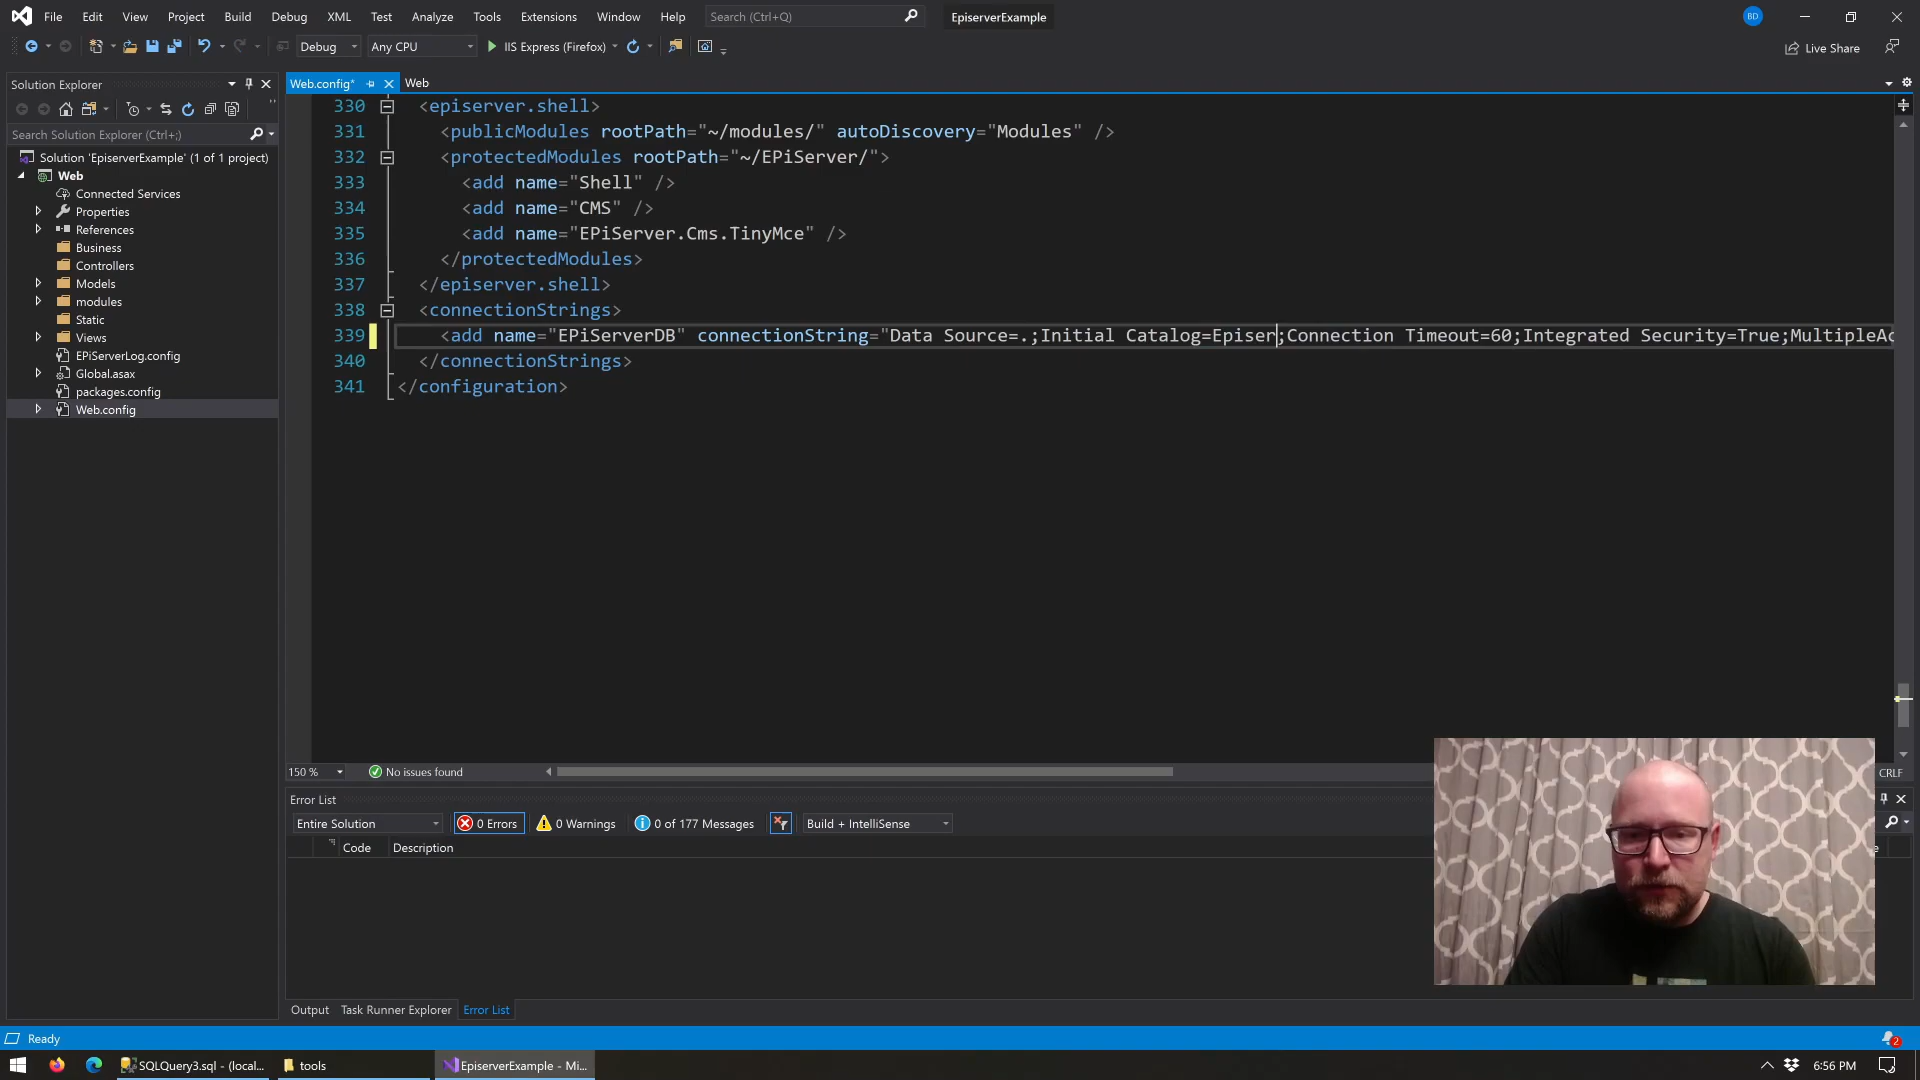 File Edit View Project Build Debug XML Test Analyze Tools Extensions Window Help Search (Ctrl+Q) EpiserverExample BD
Debug Any CPU IIS Express (Firefox) Live Share
Solution Explorer
Search Solution Explorer (Ctrl+;)
Solution 'EpiserverExample' (1 of 1 project)
Web
Connected Services
Properties
References
Business
Controllers
Models
modules
Static
Views
EPiServerLog.config
Global.asax
packages.config
Web.config
Web.config* Web
330 <episerver.shell>
331 <publicModules rootPath="~/modules/" autoDiscovery="Modules" />
332 <protectedModules rootPath="~/EPiServer/">
333 <add name="Shell" />
334 <add name="CMS" />
335 <add name="EPiServer.Cms.TinyMce" />
336 </protectedModules>
337 </episerver.shell>
338 <connectionStrings>
339 <add name="EPiServerDB" connectionString="Data Source=.;Initial Catalog=Episer;Connection Timeout=60;Integrated Security=True;MultipleAc
340 </connectionStrings>
341 </configuration>
150 % No issues found CRLF
Error List
Entire Solution 0 Errors 0 Warnings 0 of 177 Messages Build + IntelliSense
Code Description
Output Task Runner Explorer Error List
Ready 2
SQLQuery3.sql - (local... tools EpiserverExample - Mi... 6:56 PM